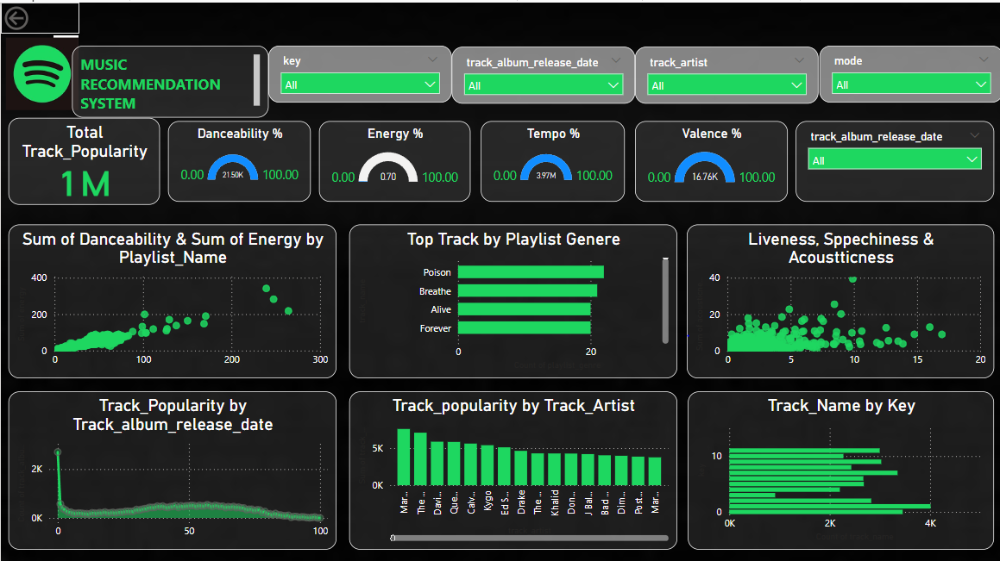 MUSIC
RECOMMENDATION
SYSTEM
key
All
track_album_release_date
All
track_artist
All
mode
All
Total
Track_Popularity
1M
Danceability %
0.00
21.50K
100.00
Energy %
0.00
0.70
100.00
Tempo %
0.00
3.97M
100.00
Valence %
0.00
16.76K
100.00
track_album_release_date
All
Sum of Danceability & Sum of Energy by
Playlist_Name
400
200
0
0 100 200 300
Top Track by Playlist Genere
Poison
Breathe
Alive
Forever
0 20
Liveness, Sppechiness &
Acoustticness
40
20
0
0 5 10 15 20
Track_Popularity by
Track_album_release_date
2K
0K
0 50 100
Track_popularity by Track_Artist
5K
0K
Mar...
The ...
Davi...
Que...
Calv...
Kygo
Ed S...
Drake
The ...
Khalid
Don...
J Bal...
Bad ...
Dim...
Post...
Mar...
Track_Name by Key
10
0
0K 2K 4K